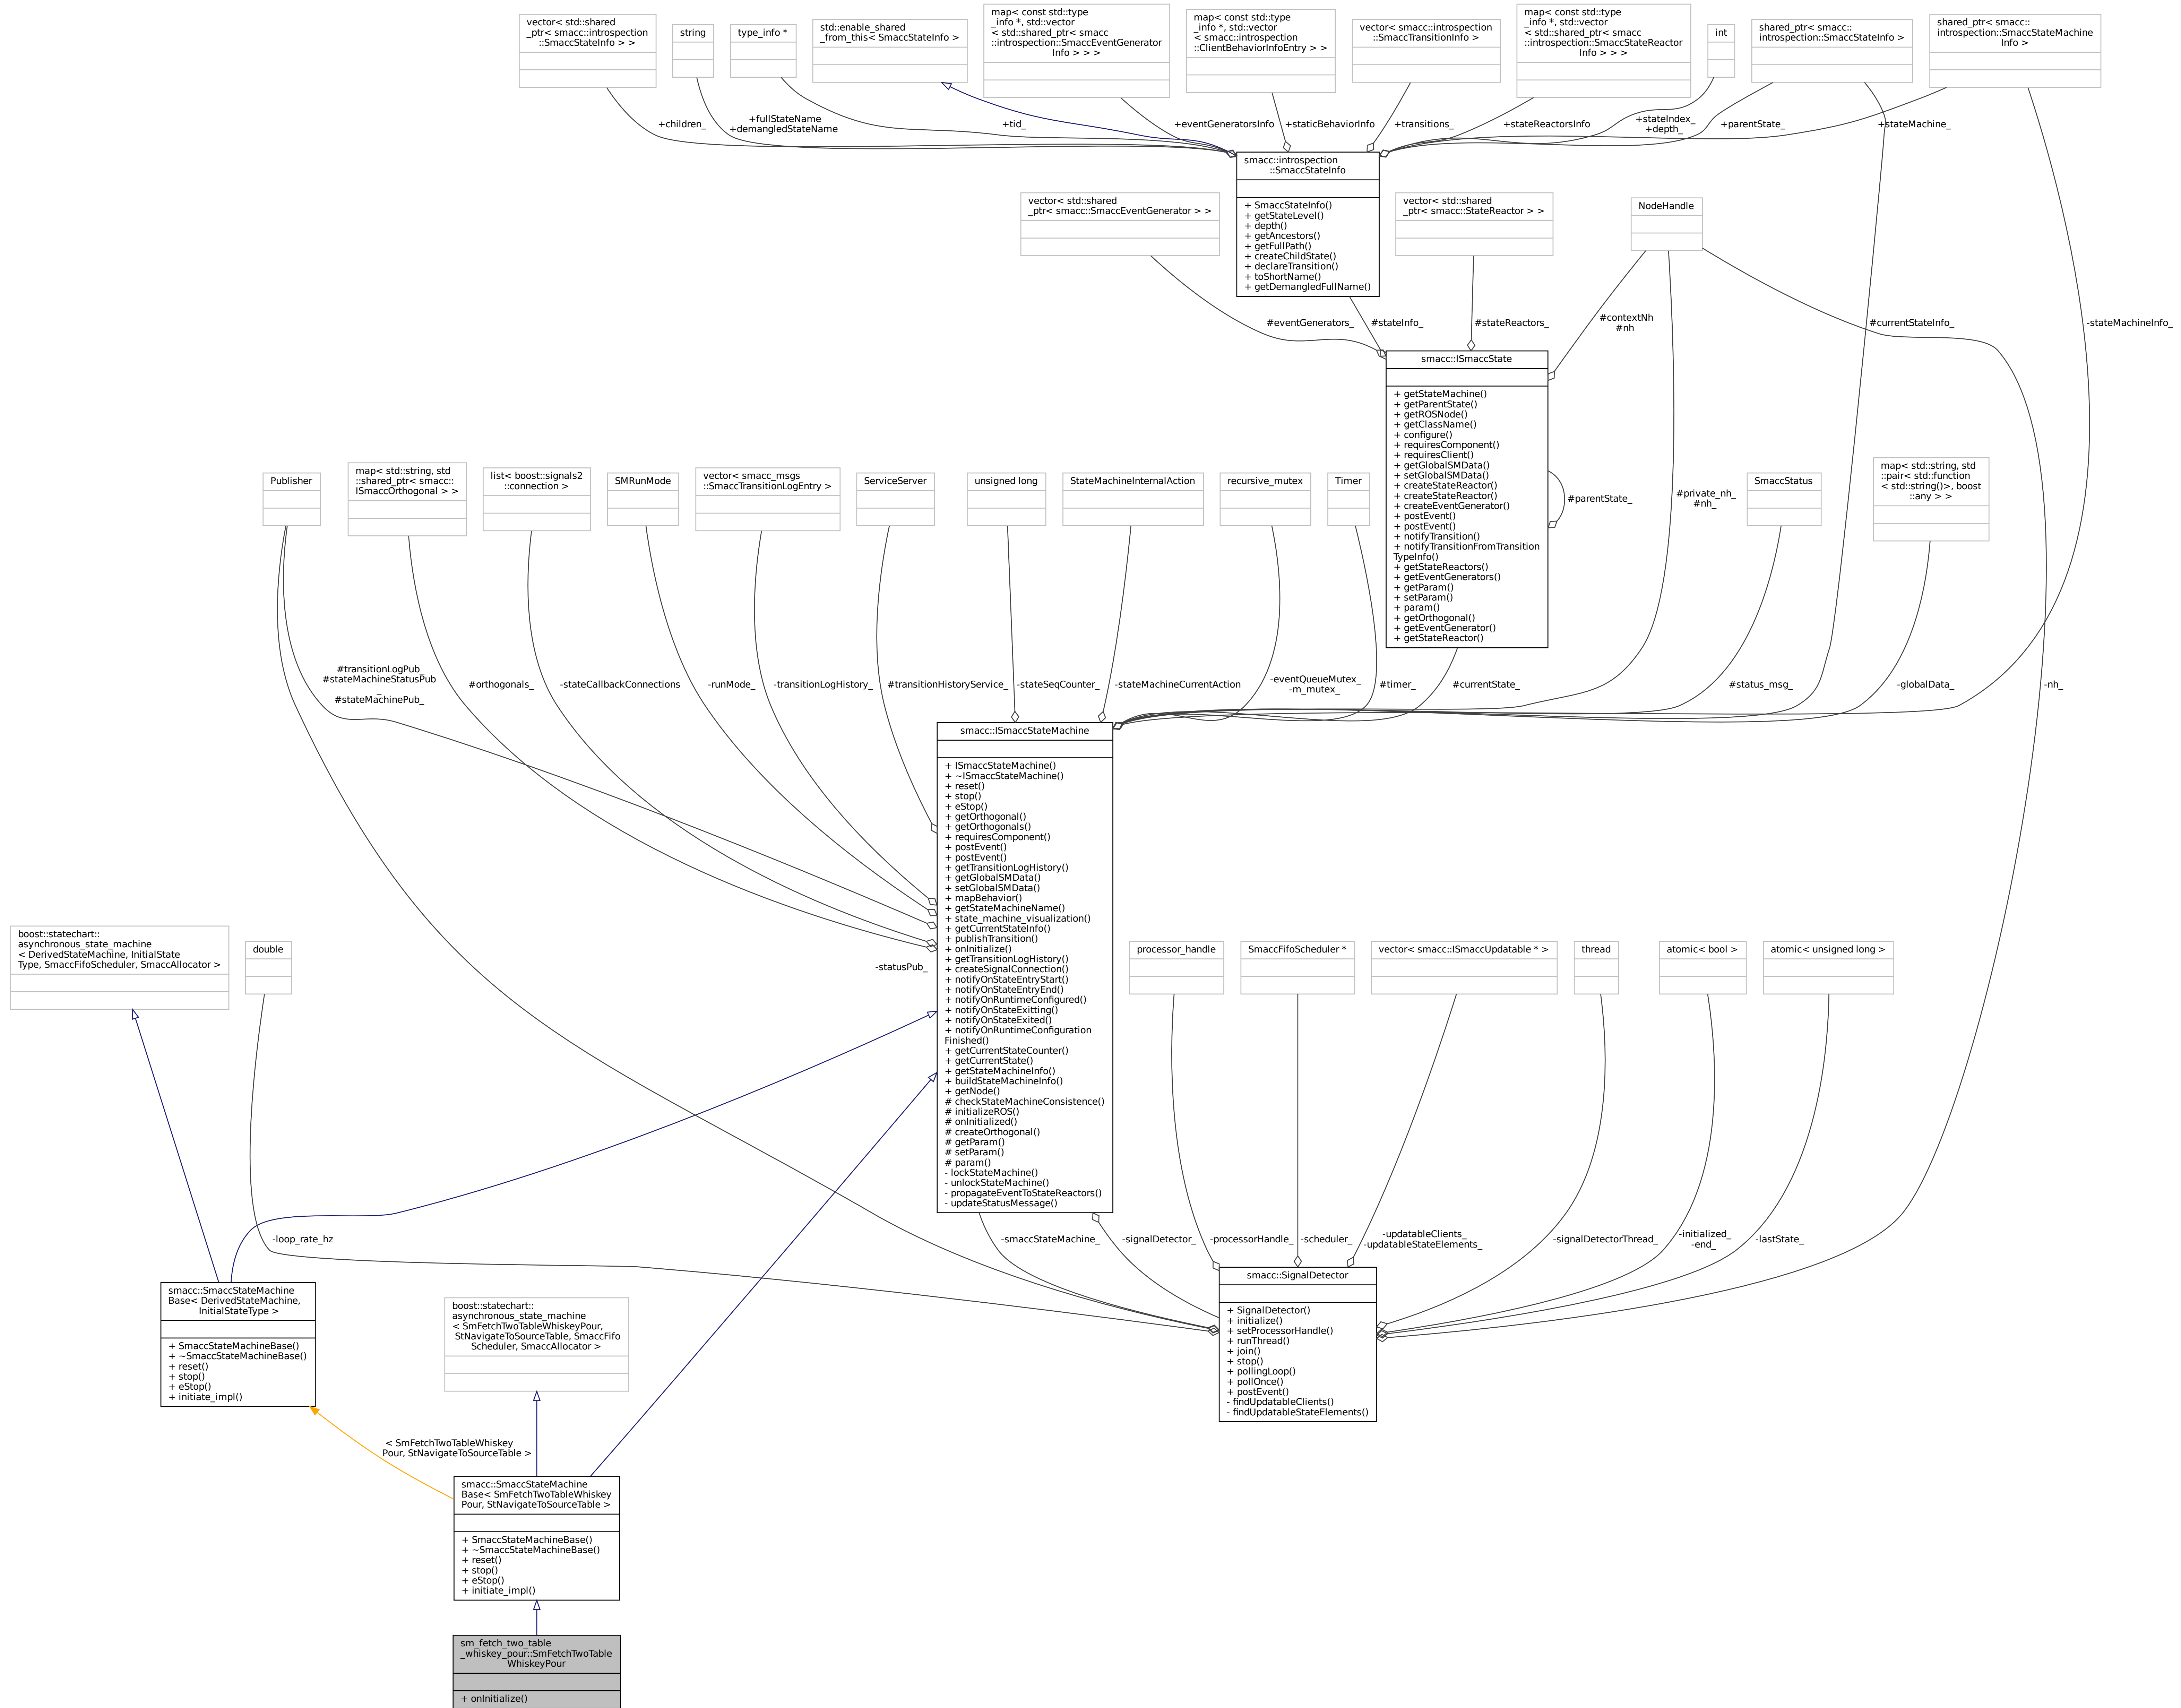 vector< std::shared
_ptr< smacc::introspection
::SmaccStateInfo > >
string
type_info *
std::enable_shared
_from_this< SmaccStateInfo >
map< const std::type
_info *, std::vector
< std::shared_ptr< smacc
::introspection::SmaccEventGenerator
Info > > >
map< const std::type
_info *, std::vector
< smacc::introspection
::ClientBehaviorInfoEntry > >
vector< smacc::introspection
::SmaccTransitionInfo >
map< const std::type
_info *, std::vector
< std::shared_ptr< smacc
::introspection::SmaccStateReactor
Info > > >
int
shared_ptr< smacc::
introspection::SmaccStateInfo >
shared_ptr< smacc::
introspection::SmaccStateMachine
Info >
+children_
+fullStateName
+demangledStateName
+tid_
+eventGeneratorsInfo
+staticBehaviorInfo
+transitions_
+stateReactorsInfo
+stateIndex_
+depth_
+parentState_
+stateMachine_
smacc::introspection
::SmaccStateInfo
+ SmaccStateInfo()
+ getStateLevel()
+ depth()
+ getAncestors()
+ getFullPath()
+ createChildState()
+ declareTransition()
+ toShortName()
+ getDemangledFullName()
vector< std::shared
_ptr< smacc::SmaccEventGenerator > >
vector< std::shared
_ptr< smacc::StateReactor > >
NodeHandle
#eventGenerators_
#stateInfo_
#stateReactors_
#contextNh
#nh
#currentStateInfo_
-stateMachineInfo_
smacc::ISmaccState
+ getStateMachine()
+ getParentState()
+ getROSNode()
+ getClassName()
+ configure()
+ requiresComponent()
+ requiresClient()
+ getGlobalSMData()
+ setGlobalSMData()
+ createStateReactor()
+ createStateReactor()
+ createEventGenerator()
+ postEvent()
+ postEvent()
+ notifyTransition()
+ notifyTransitionFromTransition
TypeInfo()
+ getStateReactors()
+ getEventGenerators()
+ getParam()
+ setParam()
+ param()
+ getOrthogonal()
+ getEventGenerator()
+ getStateReactor()
#parentState_
#private_nh_
#nh_
Publisher
map< std::string, std
::shared_ptr< smacc::
ISmaccOrthogonal > >
list< boost::signals2
::connection >
SMRunMode
vector< smacc_msgs
::SmaccTransitionLogEntry >
ServiceServer
unsigned long
StateMachineInternalAction
recursive_mutex
Timer
SmaccStatus
map< std::string, std
::pair< std::function
< std::string()>, boost
::any > >
#transitionLogPub_
#stateMachineStatusPub
_
#stateMachinePub_
#orthogonals_
-stateCallbackConnections
-runMode_
-transitionLogHistory_
#transitionHistoryService_
-stateSeqCounter_
-stateMachineCurrentAction
-eventQueueMutex_
-m_mutex_
#timer_
#currentState_
#status_msg_
-globalData_
-nh_
smacc::ISmaccStateMachine
+ ISmaccStateMachine()
+ ~ISmaccStateMachine()
+ reset()
+ stop()
+ eStop()
+ getOrthogonal()
+ getOrthogonals()
+ requiresComponent()
+ postEvent()
+ postEvent()
+ getTransitionLogHistory()
+ getGlobalSMData()
+ setGlobalSMData()
+ mapBehavior()
+ getStateMachineName()
+ state_machine_visualization()
+ getCurrentStateInfo()
+ publishTransition()
+ onInitialize()
+ getTransitionLogHistory()
+ createSignalConnection()
+ notifyOnStateEntryStart()
+ notifyOnStateEntryEnd()
+ notifyOnRuntimeConfigured()
+ notifyOnStateExitting()
+ notifyOnStateExited()
+ notifyOnRuntimeConfiguration
Finished()
+ getCurrentStateCounter()
+ getCurrentState()
+ getStateMachineInfo()
+ buildStateMachineInfo()
+ getNode()
# checkStateMachineConsistence()
# initializeROS()
# onInitialized()
# createOrthogonal()
# getParam()
# setParam()
# param()
- lockStateMachine()
- unlockStateMachine()
- propagateEventToStateReactors()
- updateStatusMessage()
boost::statechart::
asynchronous_state_machine
< DerivedStateMachine, InitialState
Type, SmaccFifoScheduler, SmaccAllocator >
double
-statusPub_
processor_handle
SmaccFifoScheduler *
vector< smacc::ISmaccUpdatable * >
thread
atomic< bool >
atomic< unsigned long >
-loop_rate_hz
-smaccStateMachine_
-signalDetector_
-processorHandle_
-scheduler_
-updatableClients_
-updatableStateElements_
-signalDetectorThread_
-initialized_
-end_
-lastState_
smacc::SmaccStateMachine
Base< DerivedStateMachine,
InitialStateType >
+ SmaccStateMachineBase()
+ ~SmaccStateMachineBase()
+ reset()
+ stop()
+ eStop()
+ initiate_impl()
boost::statechart::
asynchronous_state_machine
< SmFetchTwoTableWhiskeyPour,
StNavigateToSourceTable, SmaccFifo
Scheduler, SmaccAllocator >
smacc::SignalDetector
+ SignalDetector()
+ initialize()
+ setProcessorHandle()
+ runThread()
+ join()
+ stop()
+ pollingLoop()
+ pollOnce()
+ postEvent()
- findUpdatableClients()
- findUpdatableStateElements()
< SmFetchTwoTableWhiskey
Pour, StNavigateToSourceTable >
smacc::SmaccStateMachine
Base< SmFetchTwoTableWhiskey
Pour, StNavigateToSourceTable >
+ SmaccStateMachineBase()
+ ~SmaccStateMachineBase()
+ reset()
+ stop()
+ eStop()
+ initiate_impl()
sm_fetch_two_table
_whiskey_pour::SmFetchTwoTable
WhiskeyPour
+ onInitialize()